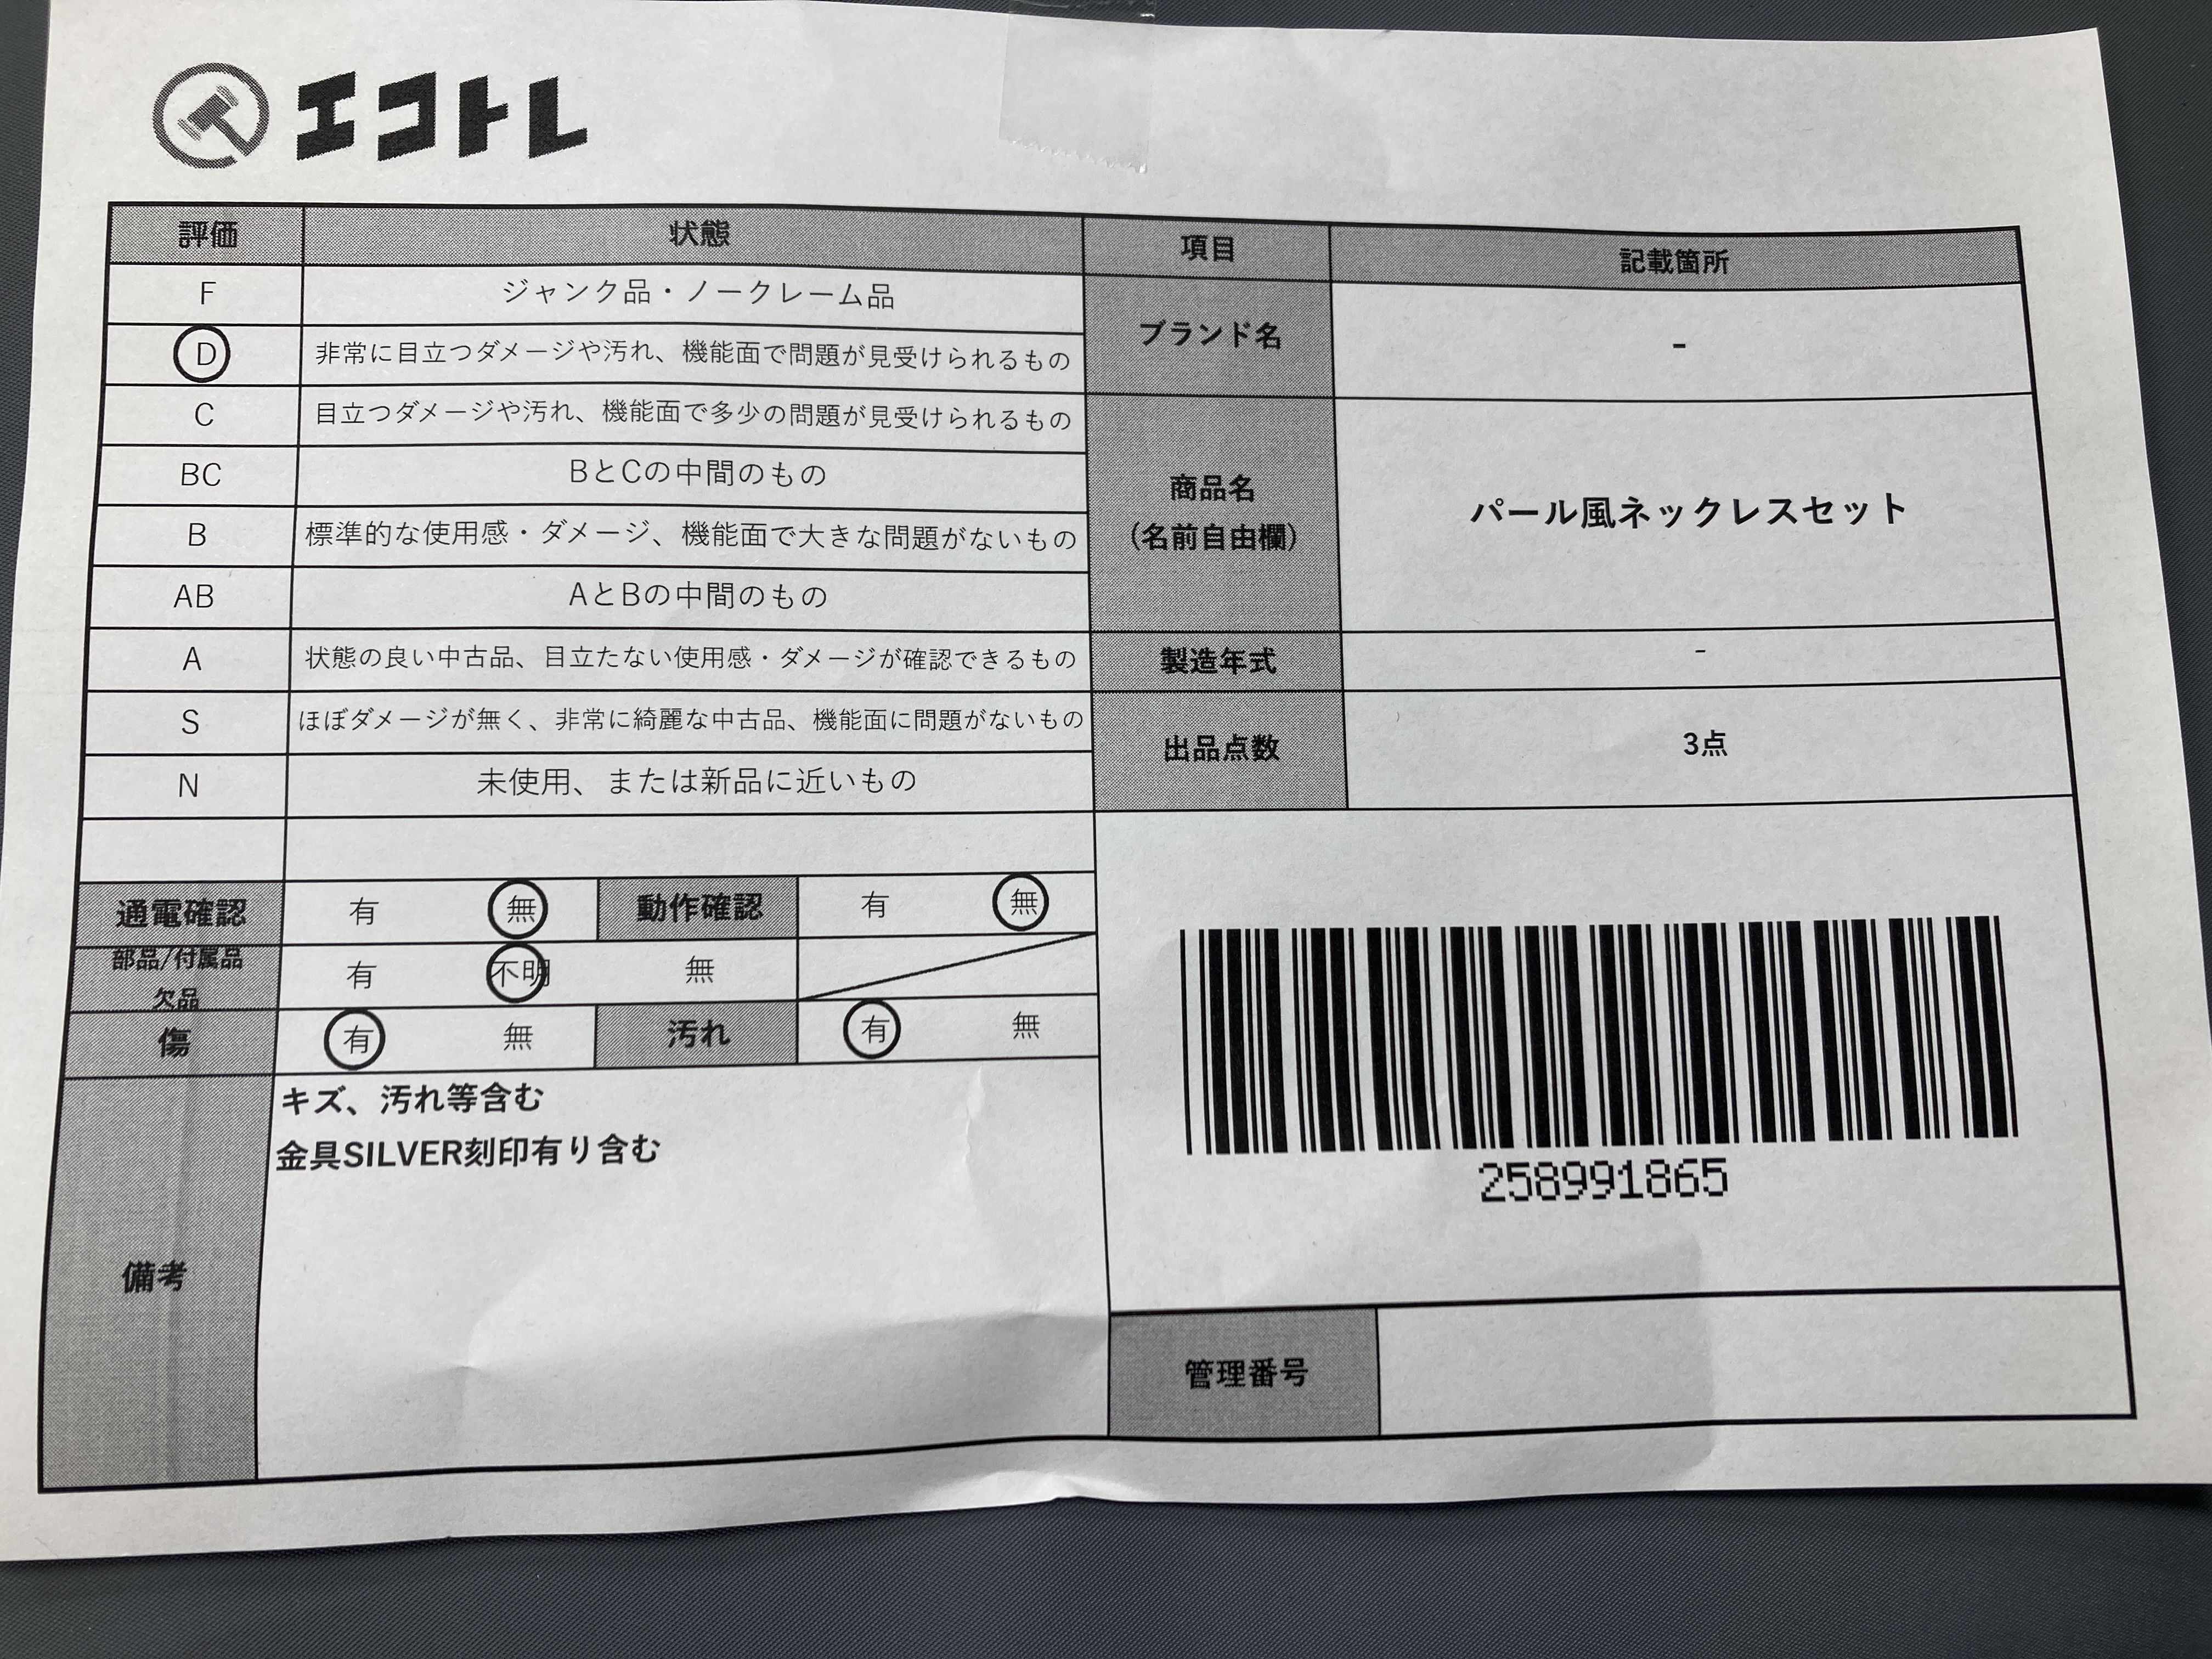 エコトレ
評価 状態
F ジャンク品・ノークレーム品
D 非常に目立つダメージや汚れ、機能面で問題が見受けられるもの
C 目立つダメージや汚れ、機能面で多少の問題が見受けられるもの
BC BとCの中間のもの
B 標準的な使用感・ダメージ、機能面で大きな問題がないもの
AB AとBの中間のもの
A 状態の良い中古品、目立たない使用感・ダメージが確認できるもの
S ほぼダメージが無く、非常に綺麗な中古品、機能面に問題がないもの
N 未使用、または新品に近いもの
通電確認 有 無 動作確認 有 無
部品/付属品
欠品 有 不明 無
傷 有 無 汚れ 有 無
備考
キズ、汚れ等含む
金具SILVER刻印有り含む
項目 記載箇所
ブランド名 -
商品名
(名前自由欄) パール風ネックレスセット
製造年式 -
出品点数 3点
258991865
管理番号